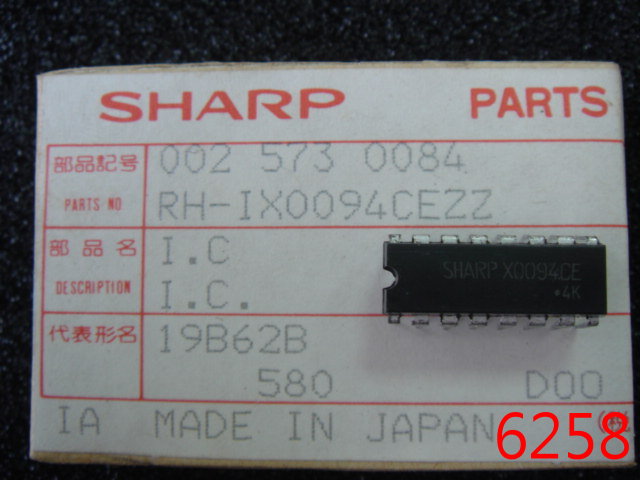 SHARP PARTS
部品記号 002 573 0084
PARTS NO RH-IX0094CEZZ
部品名 I.C
DESCRIPTION I.C.
SHARP X0094CE
4K
代表形名 19B62B
580 D00
IA MADE IN JAPAN
6258